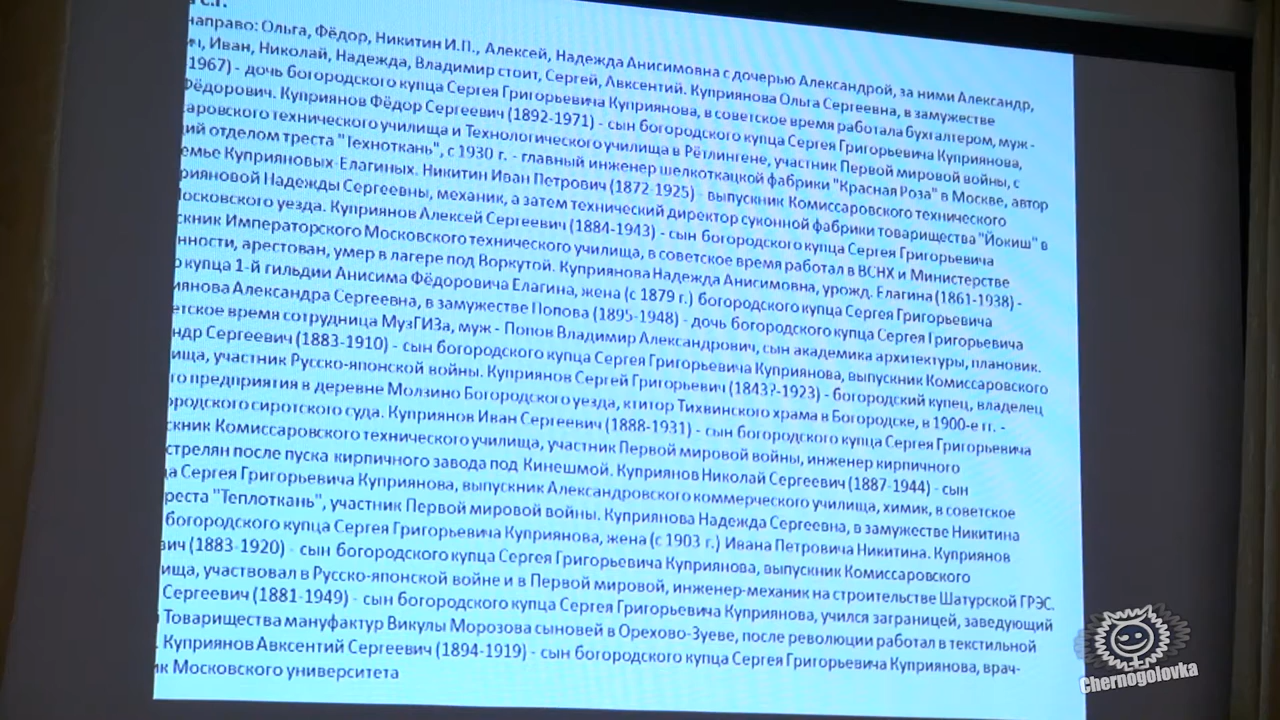 С.Г.
направо: Ольга, Фёдор, Никитин И.П., Алексей, Надежда Анисимовна с дочерью Александрой, за ними Александр,
Иван, Николай, Надежда, Владимир стоит, Сергей, Авксентий. Куприянова Ольга Сергеевна, в замужестве
1967) - дочь богородского купца Сергея Григорьевича Куприянова, в советское время работала бухгалтером, муж -
Фёдорович. Куприянов Фёдор Сергеевич (1892-1971) - сын богородского купца Сергея Григорьевича Куприянова,
аровского технического училища и Технологического училища в Рётлингене, участник Первой мировой войны, с
ий отделом треста "Техноткань", с 1930 г. - главный инженер шелкоткацкой фабрики "Красная Роза" в Москве, автор
емье Куприяновых-Елагиных. Никитин Иван Петрович (1872-1925) - выпускник Комиссаровского технического
рияновой Надежды Сергеевны, механик, а затем технический директор суконной фабрики товарищества "Йокиш" в
осковского уезда. Куприянов Алексей Сергеевич (1884-1943) - сын богородского купца Сергея Григорьевича
скник Императорского Московского технического училища, в советское время работал в ВСНХ и Министерстве
нности, арестован, умер в лагере под Воркутой. Куприянова Надежда Анисимовна, урожд. Елагина (1861-1938) -
купца 1-й гильдии Анисима Фёдоровича Елагина, жена (с 1879 г.) богородского купца Сергея Григорьевича
иянова Александра Сергеевна, в замужестве Попова (1895-1948) - дочь богородского купца Сергея Григорьевича
етское время сотрудница МузГИЗа, муж - Попов Владимир Александрович, сын академика архитектуры, плановик.
ндр Сергеевич (1883-1910) - сын богородского купца Сергея Григорьевича Куприянова, выпускник Комиссаровского
ища, участник Русско-японской войны. Куприянов Сергей Григорьевич (1843?-1923) - богородский купец, владелец
го предприятия в деревне Молзино Богородского уезда, ктитор Тихвинского храма в Богородске, в 1900-е гг. -
ородского сиротского суда. Куприянов Иван Сергеевич (1888-1931) - сын богородского купца Сергея Григорьевича
скник Комиссаровского технического училища, участник Первой мировой войны, инженер кирпичного
стрелян после пуска кирпичного завода под Кинешмой. Куприянов Николай Сергеевич (1887-1944) - сын
а Сергея Григорьевича Куприянова, выпускник Александровского коммерческого училища, химик, в советское
реста "Теплоткань", участник Первой мировой войны. Куприянова Надежда Сергеевна, в замужестве Никитина
богородского купца Сергея Григорьевича Куприянова, жена (с 1903 г.) Ивана Петровича Никитина. Куприянов
вич (1883-1920) - сын богородского купца Сергея Григорьевича Куприянова, выпускник Комиссаровского
ища, участвовал в Русско-японской войне и в Первой мировой, инженер-механик на строительстве Шатурской ГРЭС.
Сергеевич (1881-1949) - сын богородского купца Сергея Григорьевича Куприянова, учился заграницей, заведующий
Товарищества мануфактур Викулы Морозова сыновей в Орехово-Зуеве, после революции работал в текстильной
. Куприянов Авксентий Сергеевич (1894-1919) - сын богородского купца Сергея Григорьевича Куприянова, врач-
ик Московского университета
Chernogolovka